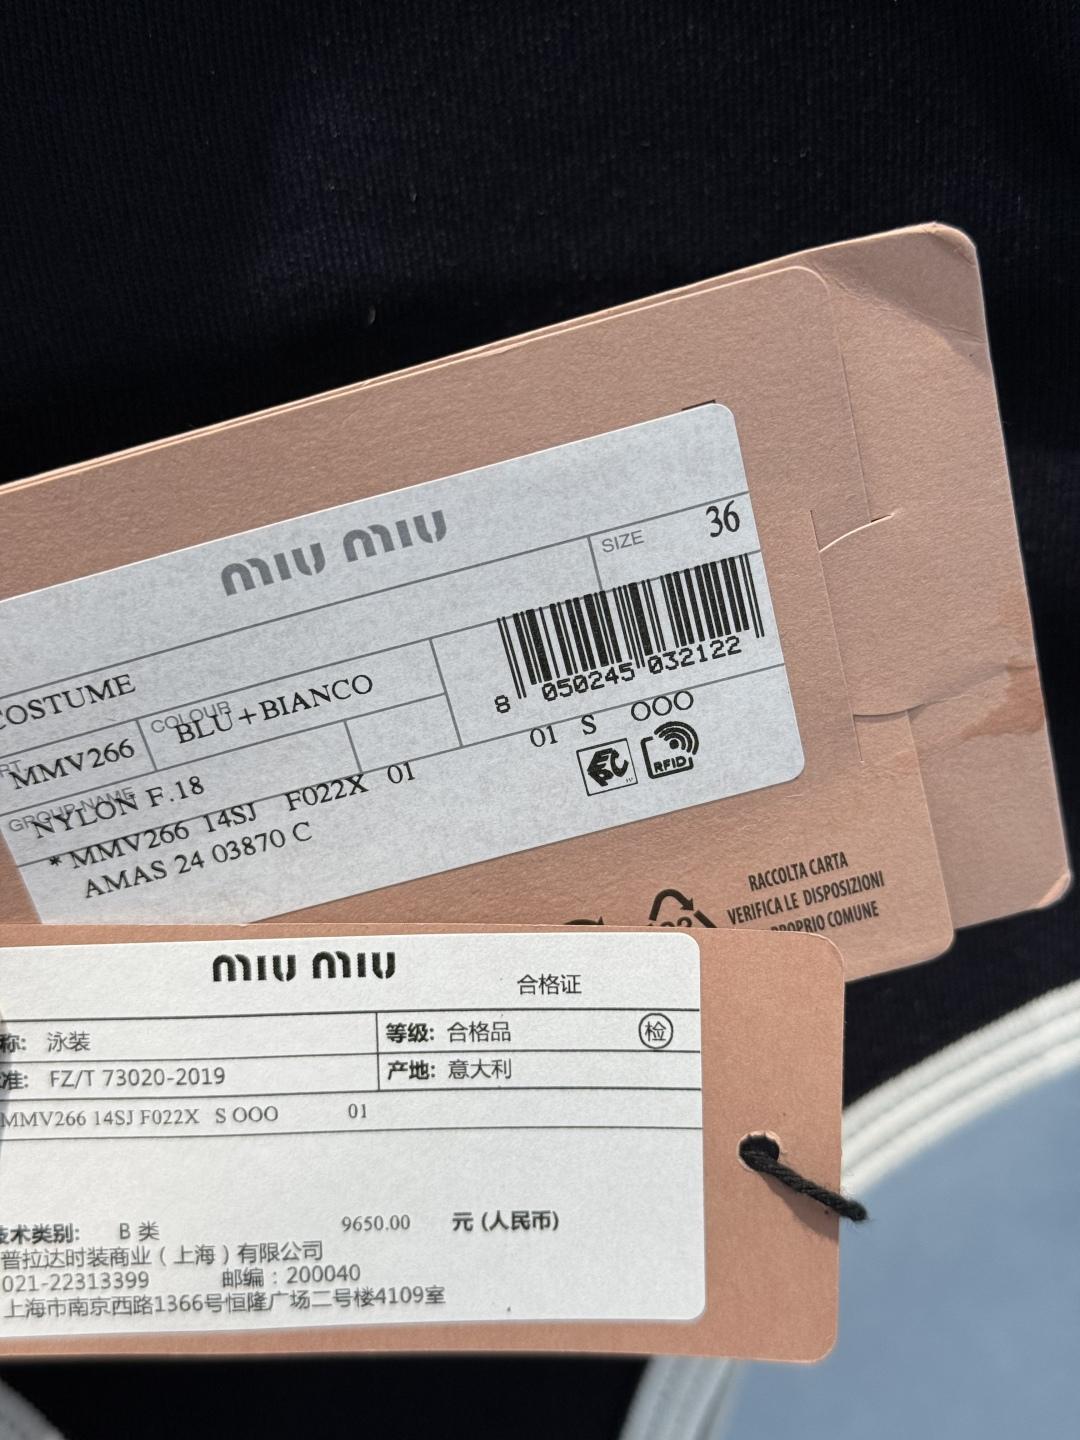 miu miu
SIZE 36
COSTUME
MMV266 COLOUR BLU+BIANCO
8 050245 032122
GROUP NAME NYLON F.18
01 S OOO
* MMV266 14SJ F022X 01
RFID
AMAS 24 03870 C
RACCOLTA CARTA
VERIFICA LE DISPOSIZIONI
PROPRIO COMUNE
miu miu
合格证
称: 泳装 等级: 合格品 检
准: FZ/T 73020-2019 产地: 意大利
MMV266 14SJ F022X S OOO 01
技术类别: B 类 9650.00 元 (人民币)
普拉达时装商业（上海）有限公司
021-22313399 邮编：200040
上海市南京西路1366号恒隆广场二号楼4109室